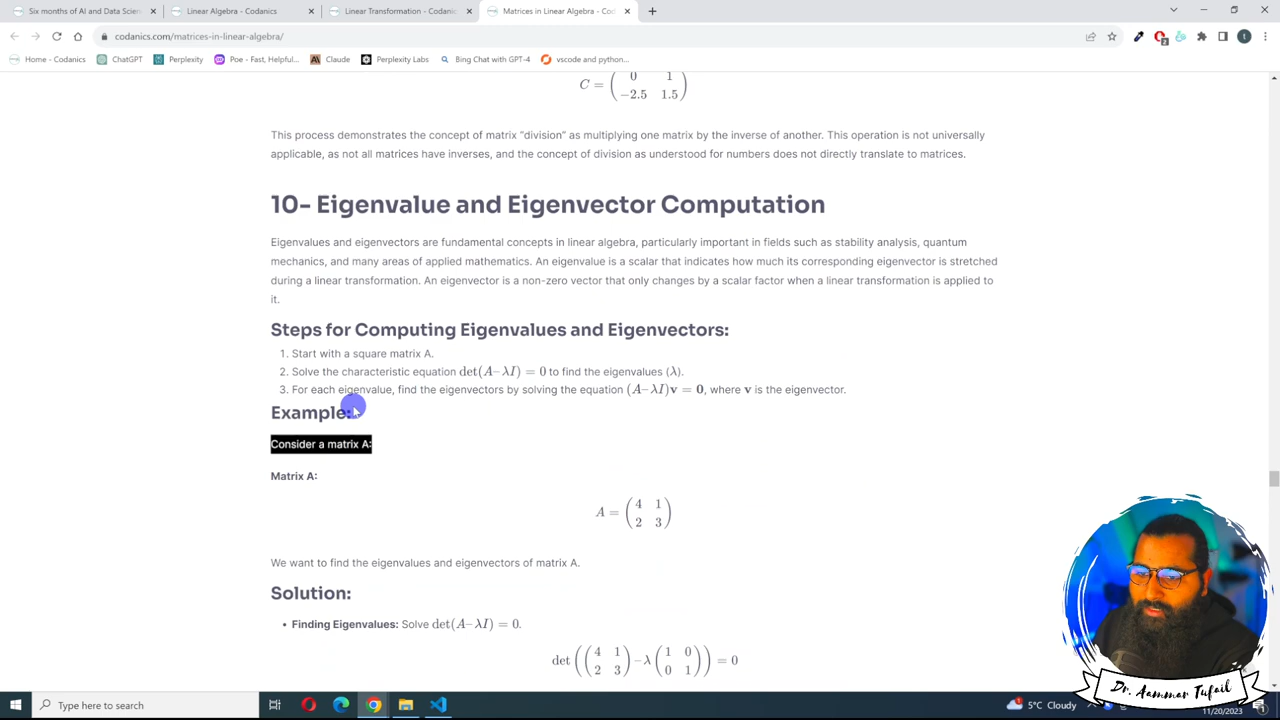 Six months of AI and Data Scien
Linear Algebra - Codanics
Linear Transformation - Codanic
Matrices in Linear Algebra - Cod
codanics.com/matrices-in-linear-algebra/
Home - Codanics
ChatGPT
Perplexity
Poe - Fast, Helpful...
Claude
Perplexity Labs
Bing Chat with GPT-4
vscode and python...
C = ( 0 1
−2.5 1.5 )
This process demonstrates the concept of matrix “division” as multiplying one matrix by the inverse of another. This operation is not universally
applicable, as not all matrices have inverses, and the concept of division as understood for numbers does not directly translate to matrices.
10- Eigenvalue and Eigenvector Computation
Eigenvalues and eigenvectors are fundamental concepts in linear algebra, particularly important in fields such as stability analysis, quantum
mechanics, and many areas of applied mathematics. An eigenvalue is a scalar that indicates how much its corresponding eigenvector is stretched
during a linear transformation. An eigenvector is a non-zero vector that only changes by a scalar factor when a linear transformation is applied to
it.
Steps for Computing Eigenvalues and Eigenvectors:
1. Start with a square matrix A.
2. Solve the characteristic equation det(A–λI) = 0 to find the eigenvalues (λ).
3. For each eigenvalue, find the eigenvectors by solving the equation (A–λI)v = 0, where v is the eigenvector.
Example:
Consider a matrix A:
Matrix A:
A = ( 4 1
2 3 )
We want to find the eigenvalues and eigenvectors of matrix A.
Solution:
• Finding Eigenvalues: Solve det(A–λI) = 0.
det ( ( 4 1
2 3 ) – λ ( 1 0
0 1 ) ) = 0
Dr. Aammar Tufail
Type here to search
5°C Cloudy
11/20/2023